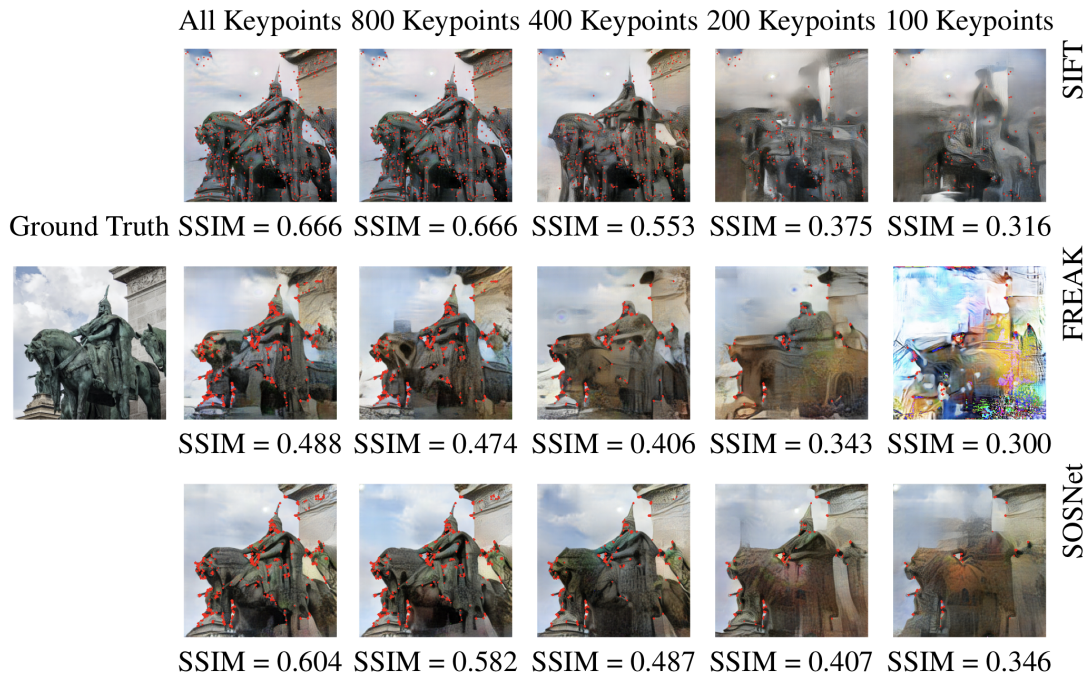 All Keypoints 800 Keypoints 400 Keypoints 200 Keypoints 100 Keypoints
SIFT
Ground Truth SSIM = 0.666 SSIM = 0.666 SSIM = 0.553 SSIM = 0.375 SSIM = 0.316
FREAK
SSIM = 0.488 SSIM = 0.474 SSIM = 0.406 SSIM = 0.343 SSIM = 0.300
SOSNet
SSIM = 0.604 SSIM = 0.582 SSIM = 0.487 SSIM = 0.407 SSIM = 0.346